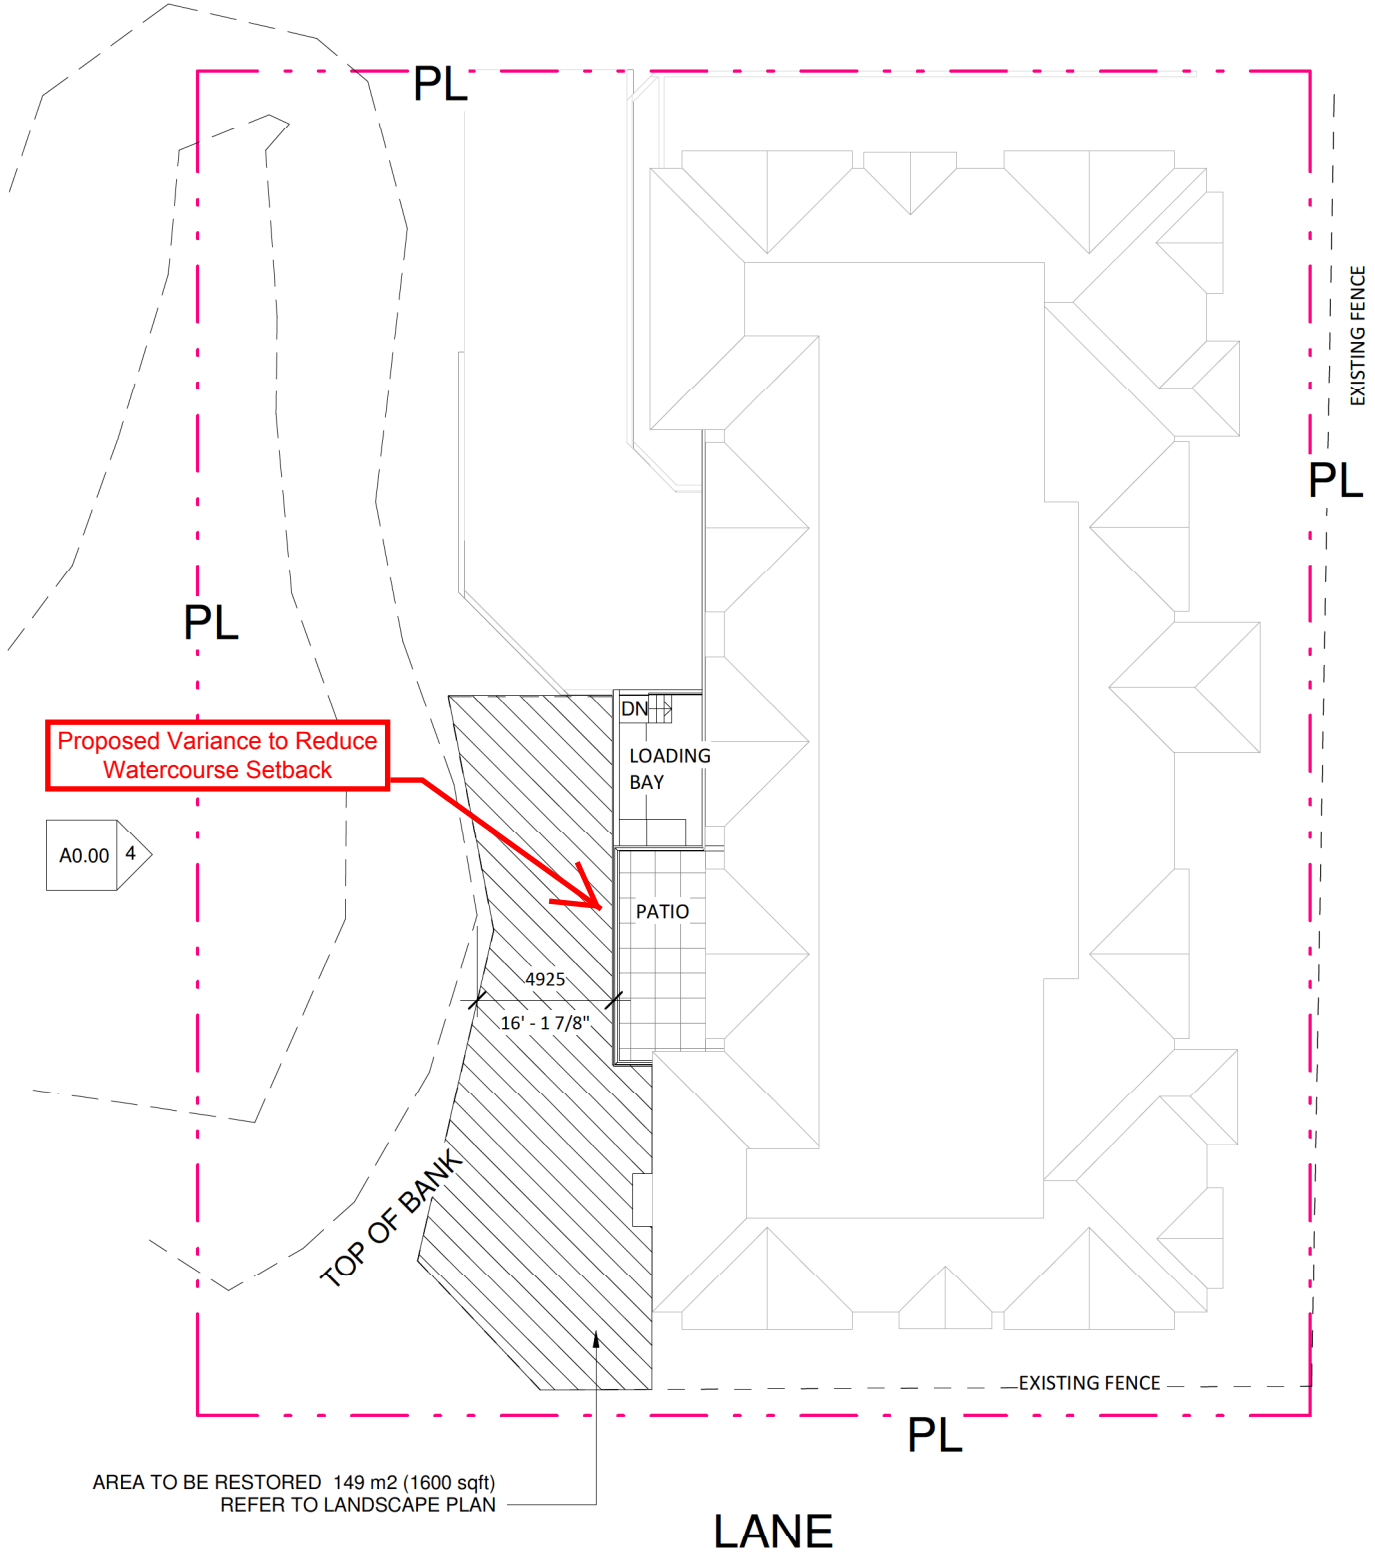 PL
EXISTING FENCE
PL
PL
DN
Proposed Variance to Reduce
Watercourse Setback
LOADING
BAY
A0.00
4
PATIO
4925
16' - 1 7/8"
TOP OF BANK
EXISTING FENCE
PL
AREA TO BE RESTORED 149 m2 (1600 sqft)
REFER TO LANDSCAPE PLAN
LANE